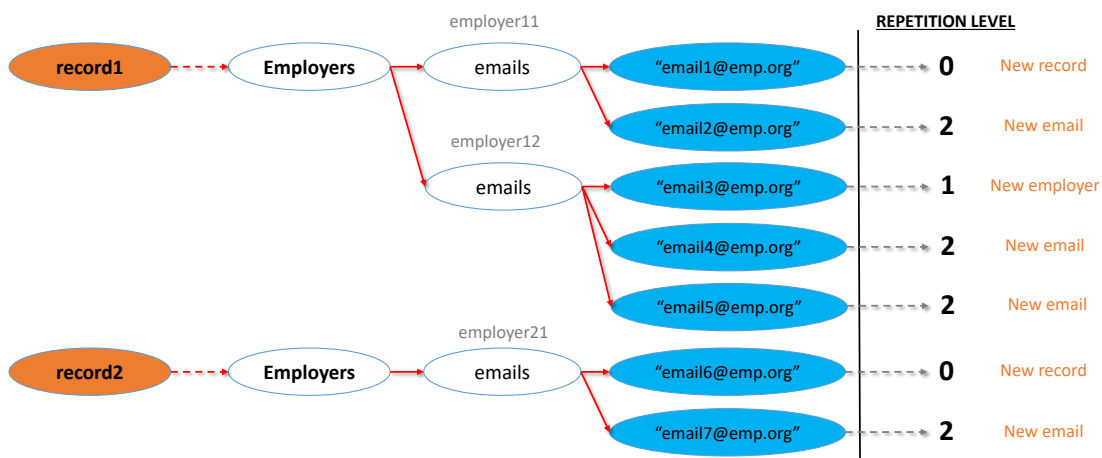 REPETITION LEVEL
employer11
record1
Employers
emails
“email1@emp.org”
0
New record
“email2@emp.org”
2
New email
employer12
emails
“email3@emp.org”
1
New employer
“email4@emp.org”
2
New email
“email5@emp.org”
2
New email
employer21
record2
Employers
emails
“email6@emp.org”
0
New record
“email7@emp.org”
2
New email